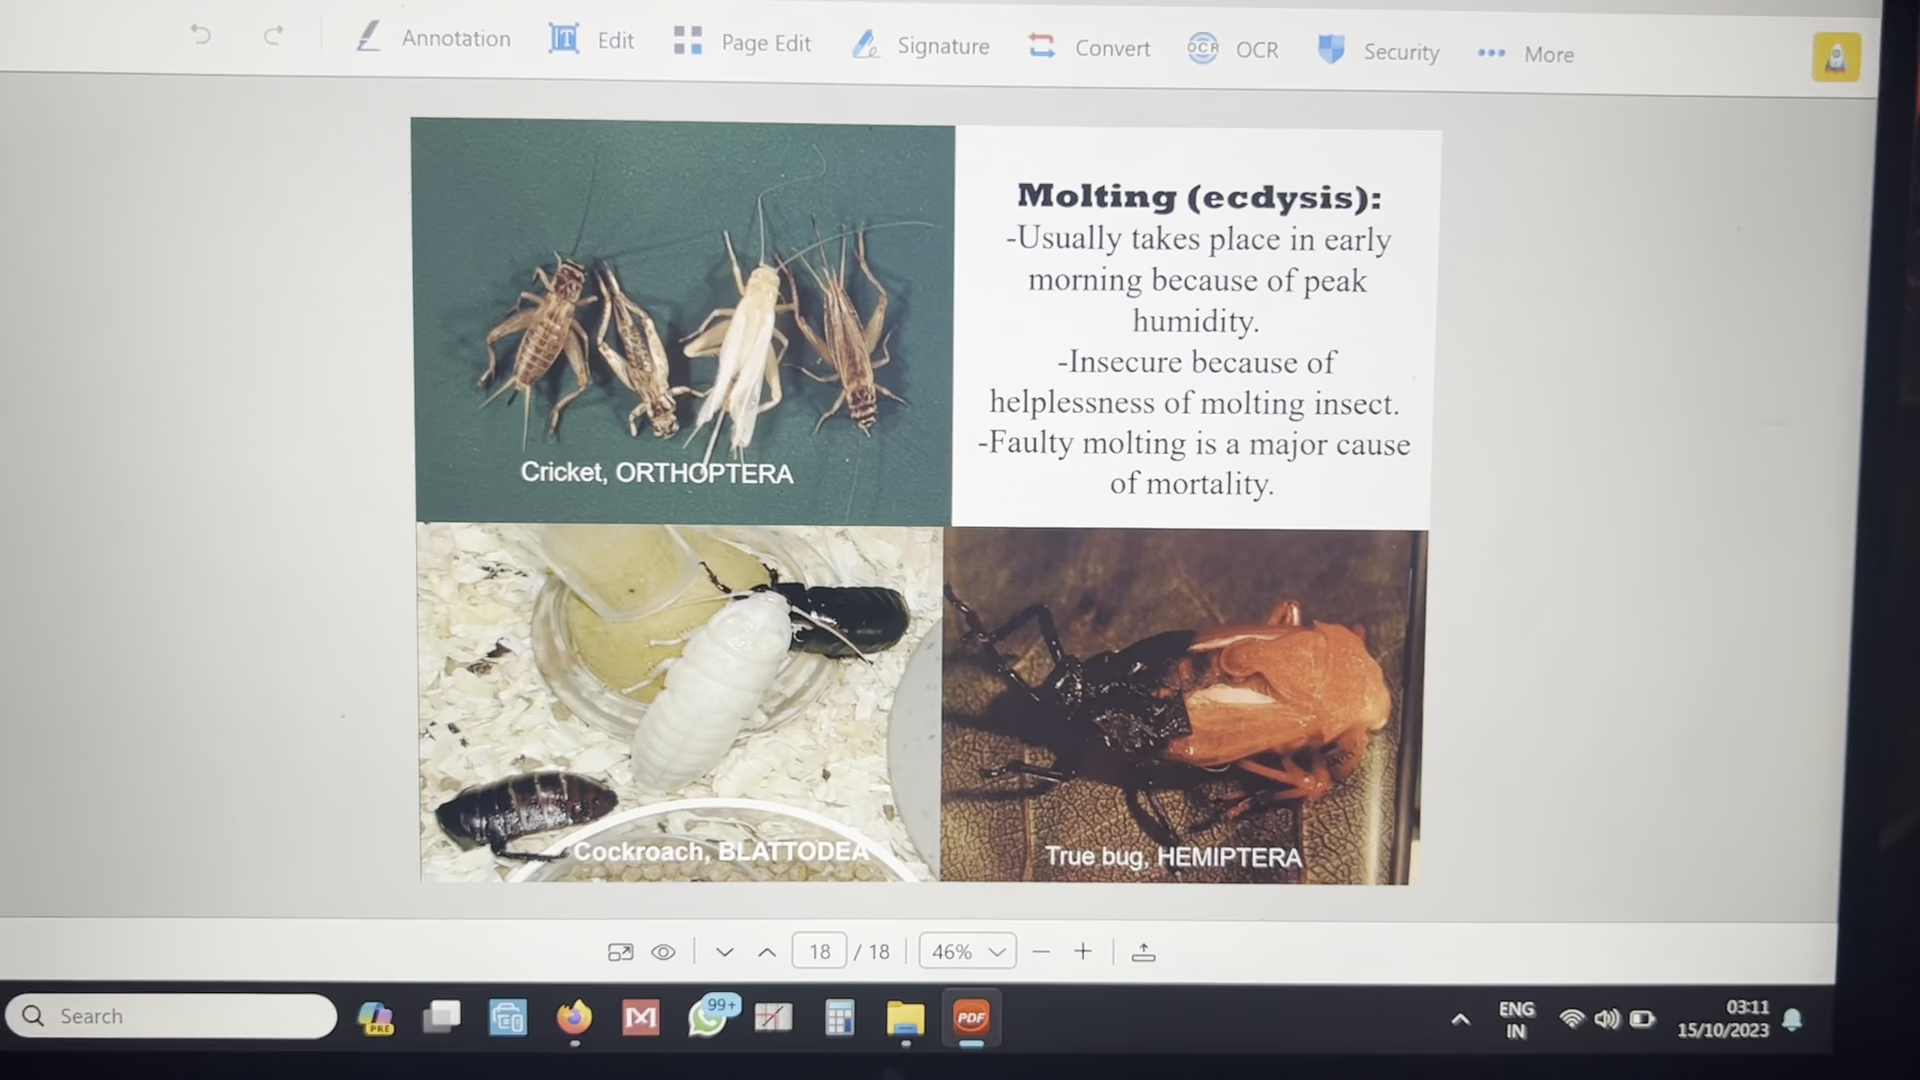 Annotation Edit Page Edit Signature Convert OCR OCR Security More
Molting (ecdysis):
-Usually takes place in early
morning because of peak
humidity.
-Insecure because of
helplessness of molting insect.
-Faulty molting is a major cause
of mortality.
Cricket, ORTHOPTERA
Cockroach, BLATTODEA
True bug, HEMIPTERA
18 / 18 46%
Search PRE 99+ PDF ENG 03:11
IN 15/10/2023